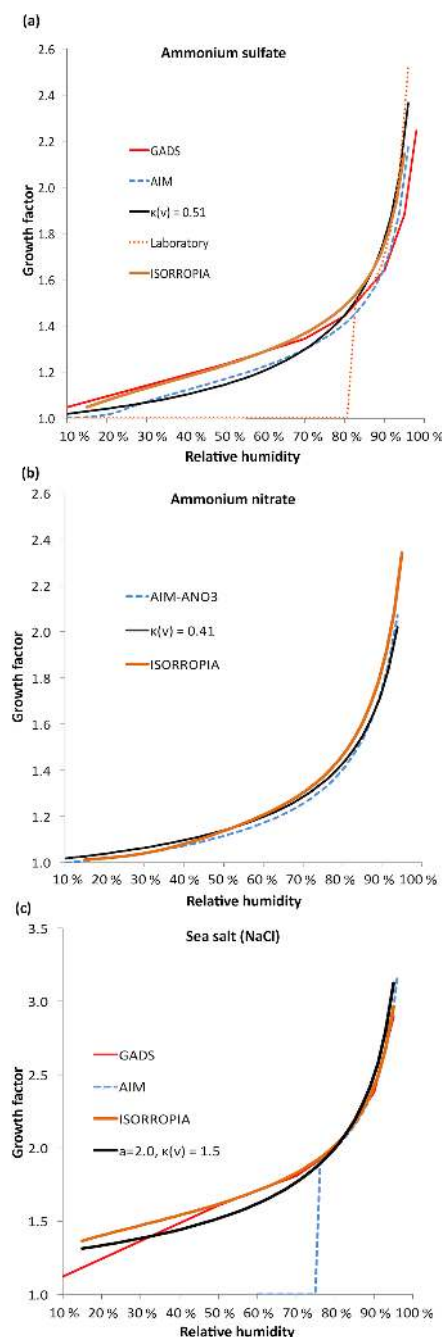 (a)
Ammonium sulfate
2.6
2.4
2.2
2.0
1.8
1.6
1.4
1.2
1.0
Growth factor
GADS
AIM
κ(v) = 0.51
Laboratory
ISORROPIA
10 % 20 % 30 % 40 % 50 % 60 % 70 % 80 % 90 % 100 %
Relative humidity
(b)
Ammonium nitrate
2.6
2.4
2.2
2.0
1.8
1.6
1.4
1.2
1.0
Growth factor
AIM-ANO3
κ(v) = 0.41
ISORROPIA
10 % 20 % 30 % 40 % 50 % 60 % 70 % 80 % 90 % 100 %
Relative humidity
(c)
Sea salt (NaCl)
3.5
3.0
2.5
2.0
1.5
1.0
Growth factor
GADS
AIM
ISORROPIA
a=2.0, κ(v) = 1.5
10 % 20 % 30 % 40 % 50 % 60 % 70 % 80 % 90 % 100 %
Relative humidity